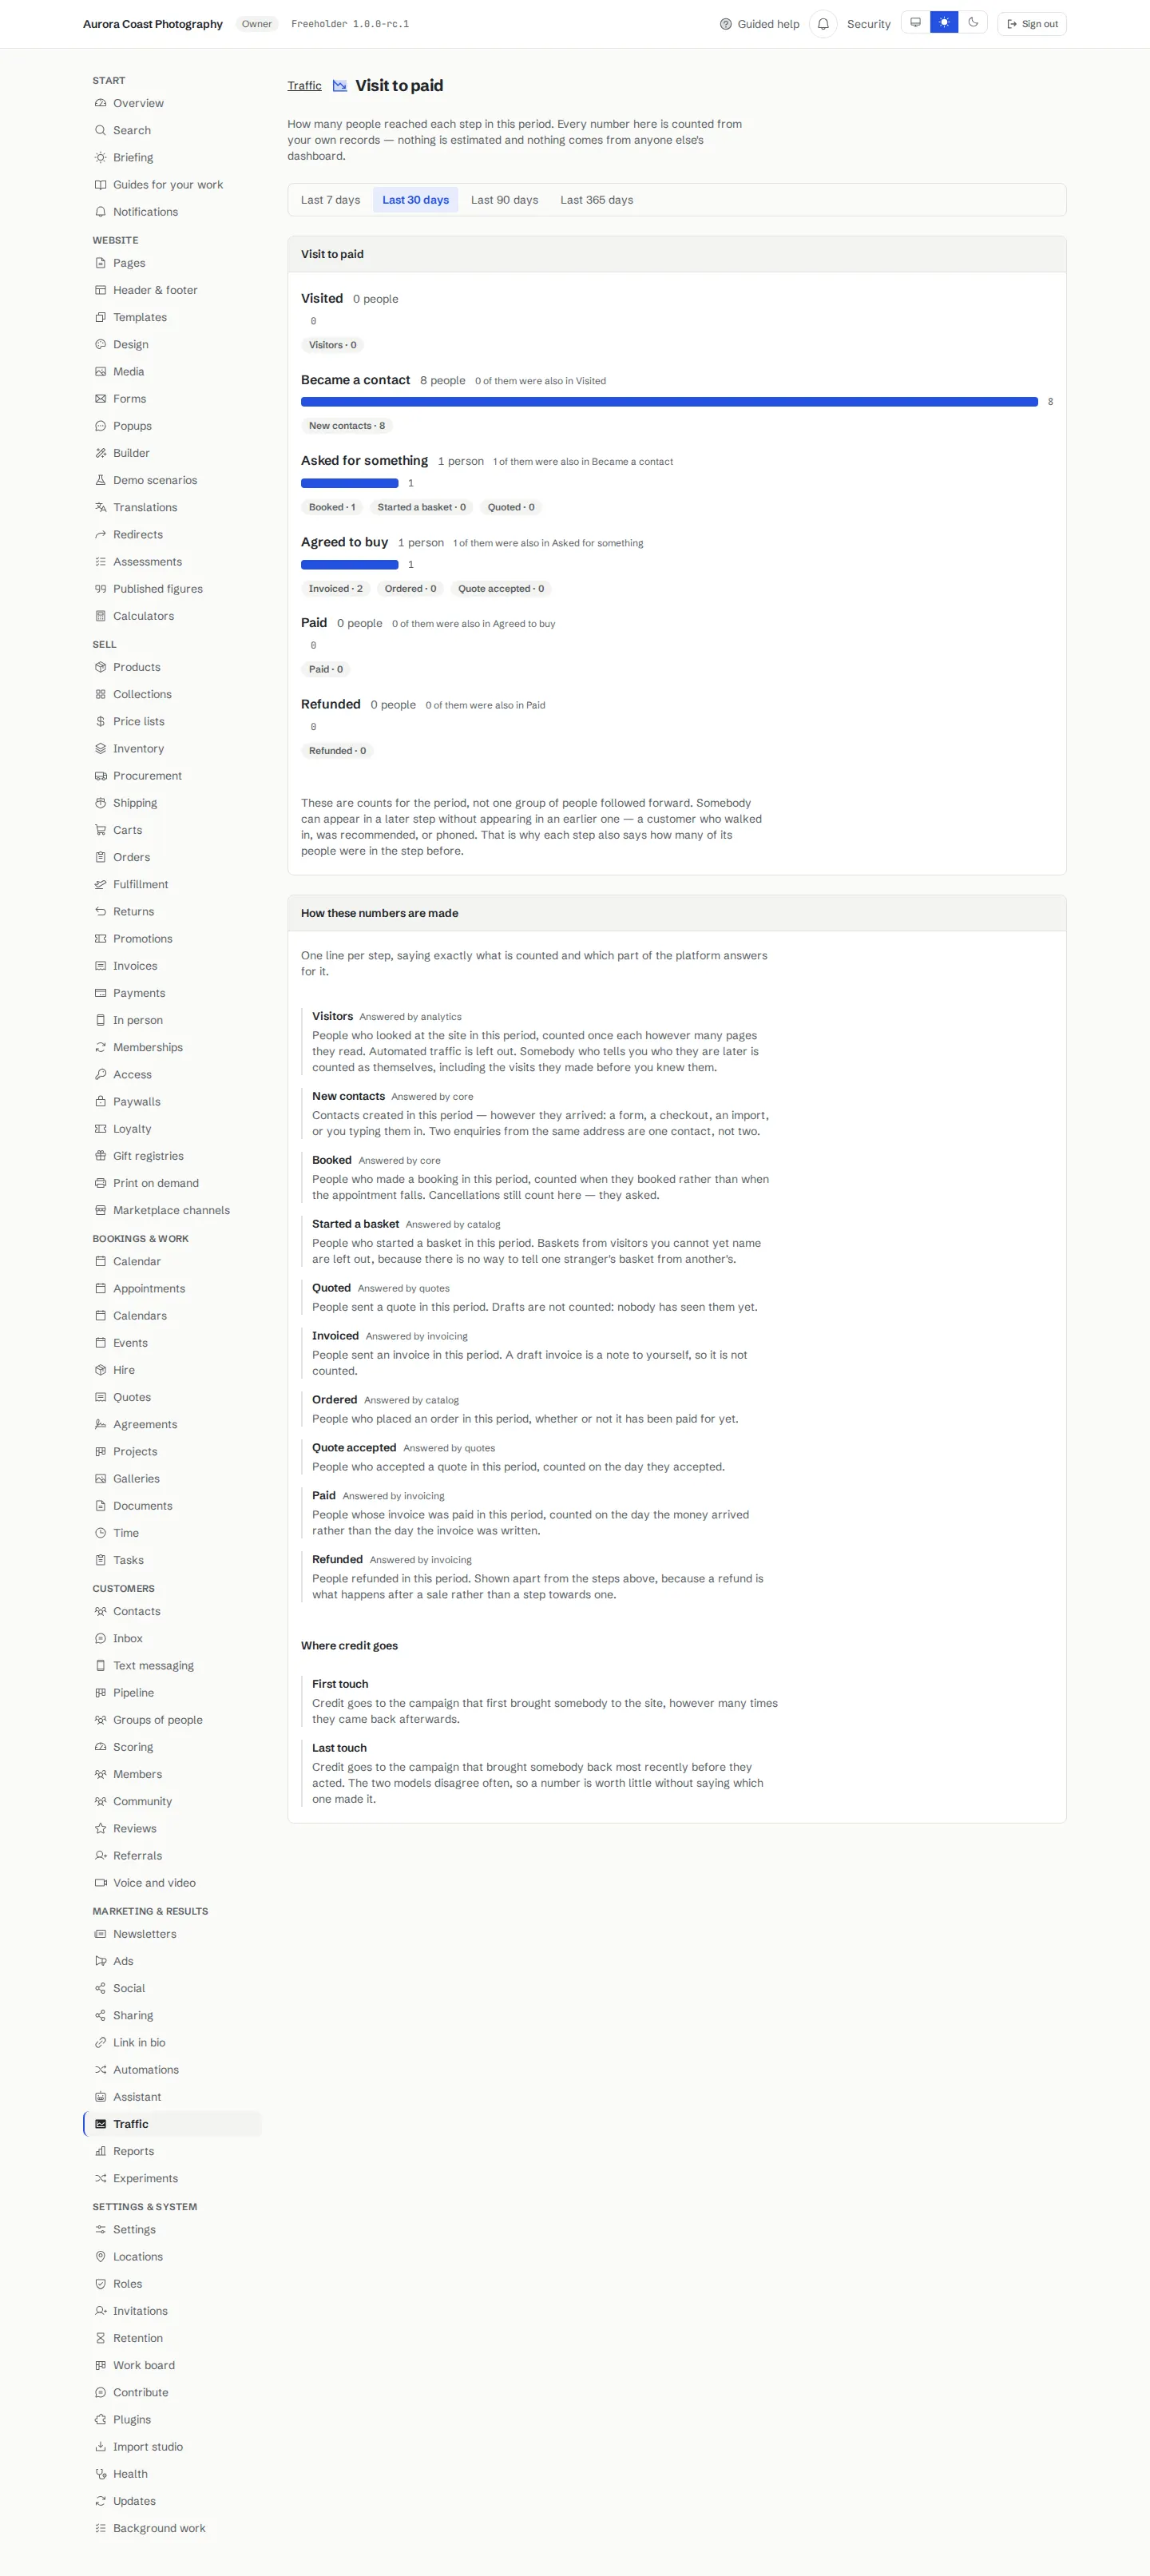 Aurora Coast Photography Owner Freeholder 1.0.0-rc.1 Guided help Security Sign out
START
Overview
Search
Briefing
Guides for your work
Notifications
WEBSITE
Pages
Header & footer
Templates
Design
Media
Forms
Popups
Builder
Demo scenarios
Translations
Redirects
Assessments
Published figures
Calculators
SELL
Products
Collections
Price lists
Inventory
Procurement
Shipping
Carts
Orders
Fulfillment
Returns
Promotions
Invoices
Payments
In person
Memberships
Access
Paywalls
Loyalty
Gift registries
Print on demand
Marketplace channels
BOOKINGS & WORK
Calendar
Appointments
Calendars
Events
Hire
Quotes
Agreements
Projects
Galleries
Documents
Time
Tasks
CUSTOMERS
Contacts
Inbox
Text messaging
Pipeline
Groups of people
Scoring
Members
Community
Reviews
Referrals
Voice and video
MARKETING & RESULTS
Newsletters
Ads
Social
Sharing
Link in bio
Automations
Assistant
Traffic
Reports
Experiments
SETTINGS & SYSTEM
Settings
Locations
Roles
Invitations
Retention
Work board
Contribute
Plugins
Import studio
Health
Updates
Background work
Traffic Visit to paid
How many people reached each step in this period. Every number here is counted from
your own records — nothing is estimated and nothing comes from anyone else's
dashboard.
Last 7 days Last 30 days Last 90 days Last 365 days
Visit to paid
Visited 0 people
0
Visitors · 0
Became a contact 8 people 0 of them were also in Visited
8
New contacts · 8
Asked for something 1 person 1 of them were also in Became a contact
1
Booked · 1 Started a basket · 0 Quoted · 0
Agreed to buy 1 person 1 of them were also in Asked for something
1
Invoiced · 2 Ordered · 0 Quote accepted · 0
Paid 0 people 0 of them were also in Agreed to buy
0
Paid · 0
Refunded 0 people 0 of them were also in Paid
0
Refunded · 0
These are counts for the period, not one group of people followed forward. Somebody
can appear in a later step without appearing in an earlier one — a customer who walked
in, was recommended, or phoned. That is why each step also says how many of its
people were in the step before.
How these numbers are made
One line per step, saying exactly what is counted and which part of the platform answers
for it.
Visitors Answered by analytics
People who looked at the site in this period, counted once each however many pages
they read. Automated traffic is left out. Somebody who tells you who they are later is
counted as themselves, including the visits they made before you knew them.
New contacts Answered by core
Contacts created in this period — however they arrived: a form, a checkout, an import,
or you typing them in. Two enquiries from the same address are one contact, not two.
Booked Answered by core
People who made a booking in this period, counted when they booked rather than when
the appointment falls. Cancellations still count here — they asked.
Started a basket Answered by catalog
People who started a basket in this period. Baskets from visitors you cannot yet name
are left out, because there is no way to tell one stranger's basket from another's.
Quoted Answered by quotes
People sent a quote in this period. Drafts are not counted: nobody has seen them yet.
Invoiced Answered by invoicing
People sent an invoice in this period. A draft invoice is a note to yourself, so it is not
counted.
Ordered Answered by catalog
People who placed an order in this period, whether or not it has been paid for yet.
Quote accepted Answered by quotes
People who accepted a quote in this period, counted on the day they accepted.
Paid Answered by invoicing
People whose invoice was paid in this period, counted on the day the money arrived
rather than the day the invoice was written.
Refunded Answered by invoicing
People refunded in this period. Shown apart from the steps above, because a refund is
what happens after a sale rather than a step towards one.
Where credit goes
First touch
Credit goes to the campaign that first brought somebody to the site, however many times
they came back afterwards.
Last touch
Credit goes to the campaign that brought somebody back most recently before they
acted. The two models disagree often, so a number is worth little without saying which
one made it.